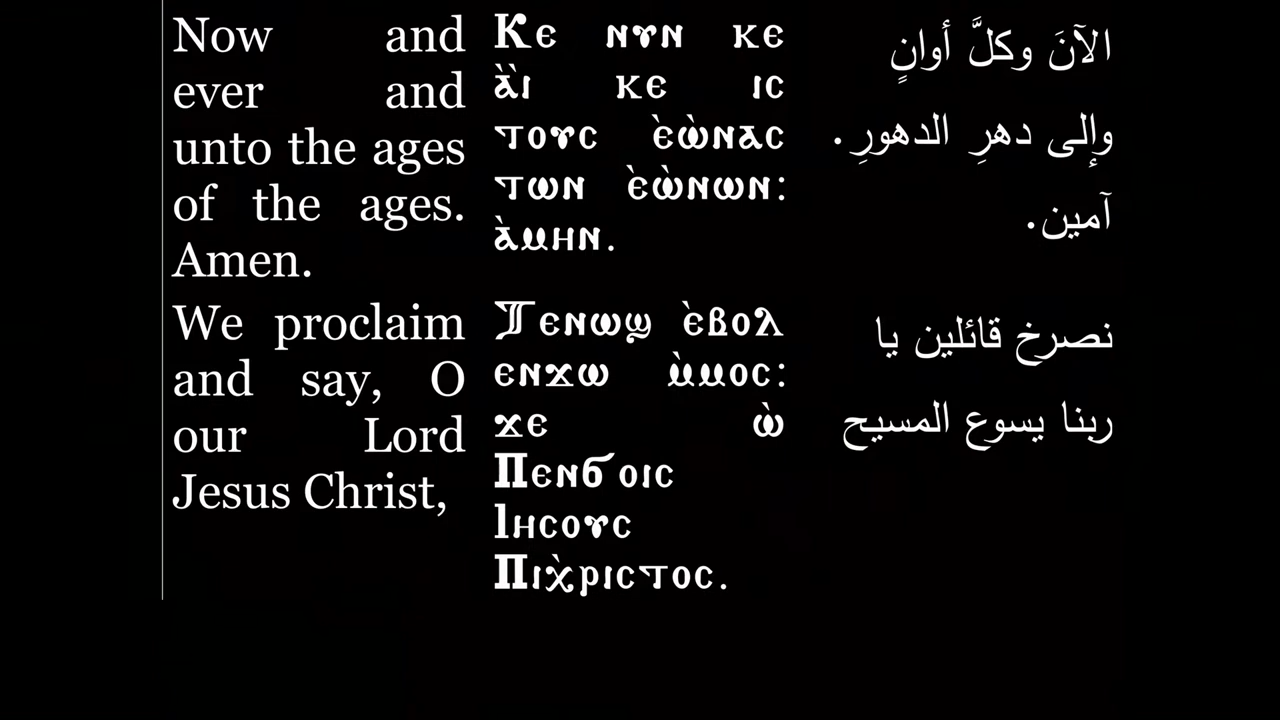 Now and
ever and
unto the ages
of the ages.
Amen.
Ⲕⲉ ⲛⲩⲛ ⲕⲉ
ⲁ̀ⲓ̀ ⲕⲉ ⲓⲥ
ⲧⲟⲩⲥ ⲉ̀ⲱ̀ⲛⲁⲥ
ⲧⲱⲛ ⲉ̀ⲱ̀ⲛⲱⲛ:
ⲁ̀ⲙⲏⲛ.
الآنَ وكلَّ أوانٍ
وإلى دهرِ الدهورِ.
آمين.
We proclaim
and say, O
our Lord
Jesus Christ,
Ⲧⲉⲛⲱϣ ⲉ̀ⲃⲟⲗ
ⲉⲛϫⲱ ⲙ̀ⲙⲟⲥ:
ϫⲉ ⲱ̀
Ⲡⲉⲛϭⲟⲓⲥ
Ⲓⲏⲥⲟⲩⲥ
Ⲡⲓⲭ̀ⲣⲓⲥⲧⲟⲥ.
نصرخ قائلين يا
ربنا يسوع المسيح